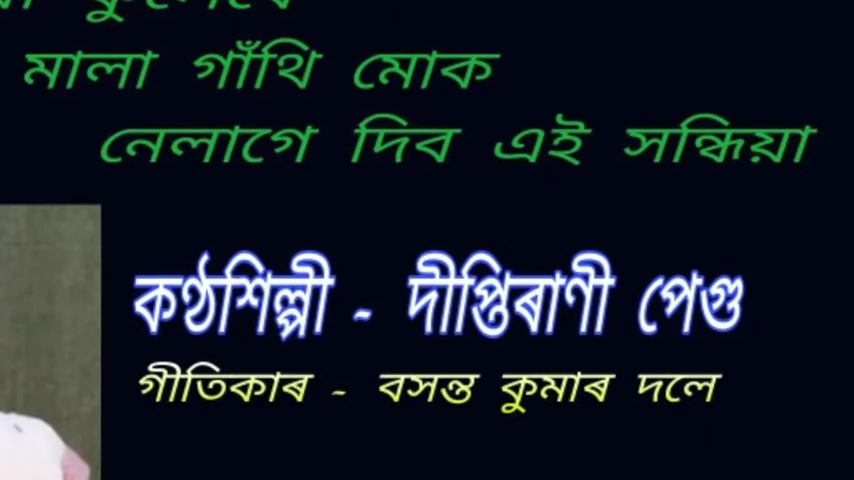 মালা গাঁথি মোক
নেলাগে দিব এই সন্ধিয়া
কণ্ঠশিল্পী - দীপ্তিৰাণী পেগু
গীতিকাৰ - বসন্ত কুমাৰ দলে